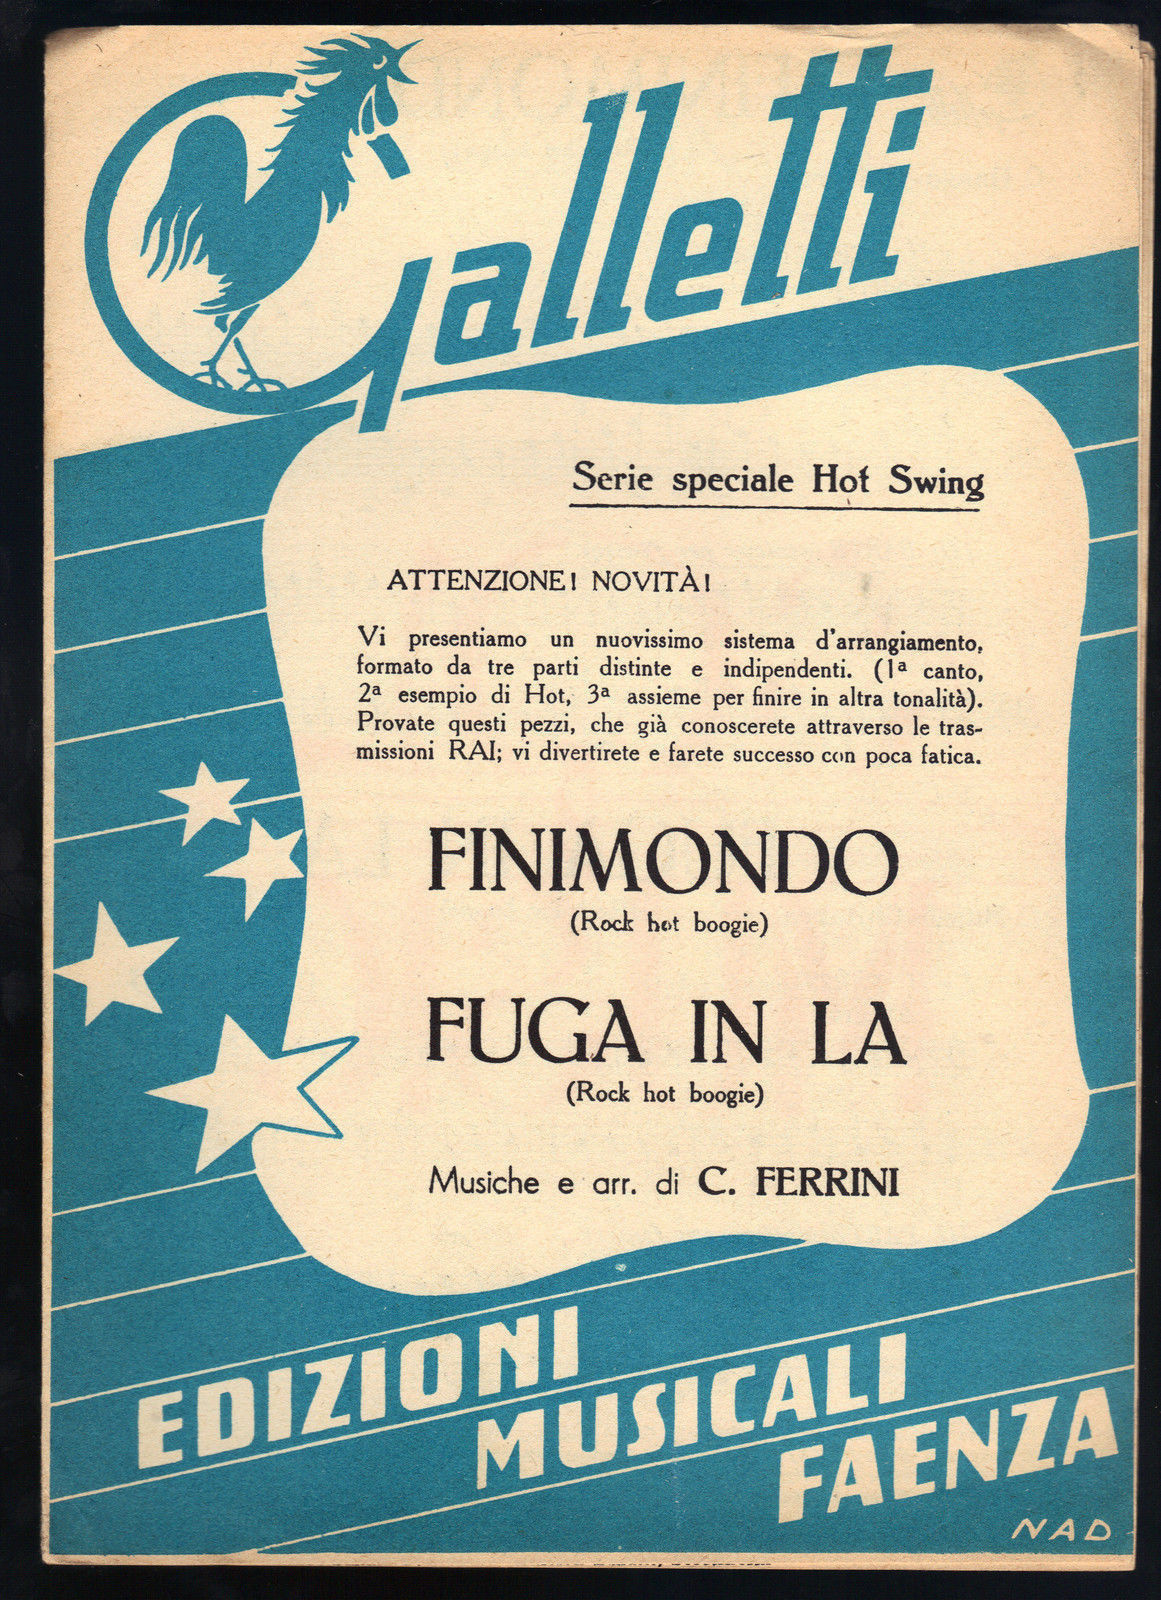 Galletti
Serie speciale Hot Swing
ATTENZIONE! NOVITÀ!
Vi presentiamo un nuovissimo sistema d'arrangiamento,
formato da tre parti distinte e indipendenti. (1ª canto,
2ª esempio di Hot, 3ª assieme per finire in altra tonalità).
Provate questi pezzi, che già conoscerete attraverso le tras-
missioni RAI; vi divertirete e farete successo con poca fatica.
FINIMONDO
(Rock hot boogie)
FUGA IN LA
(Rock hot boogie)
Musiche e arr. di C. FERRINI
EDIZIONI
MUSICALI
FAENZA
NAD